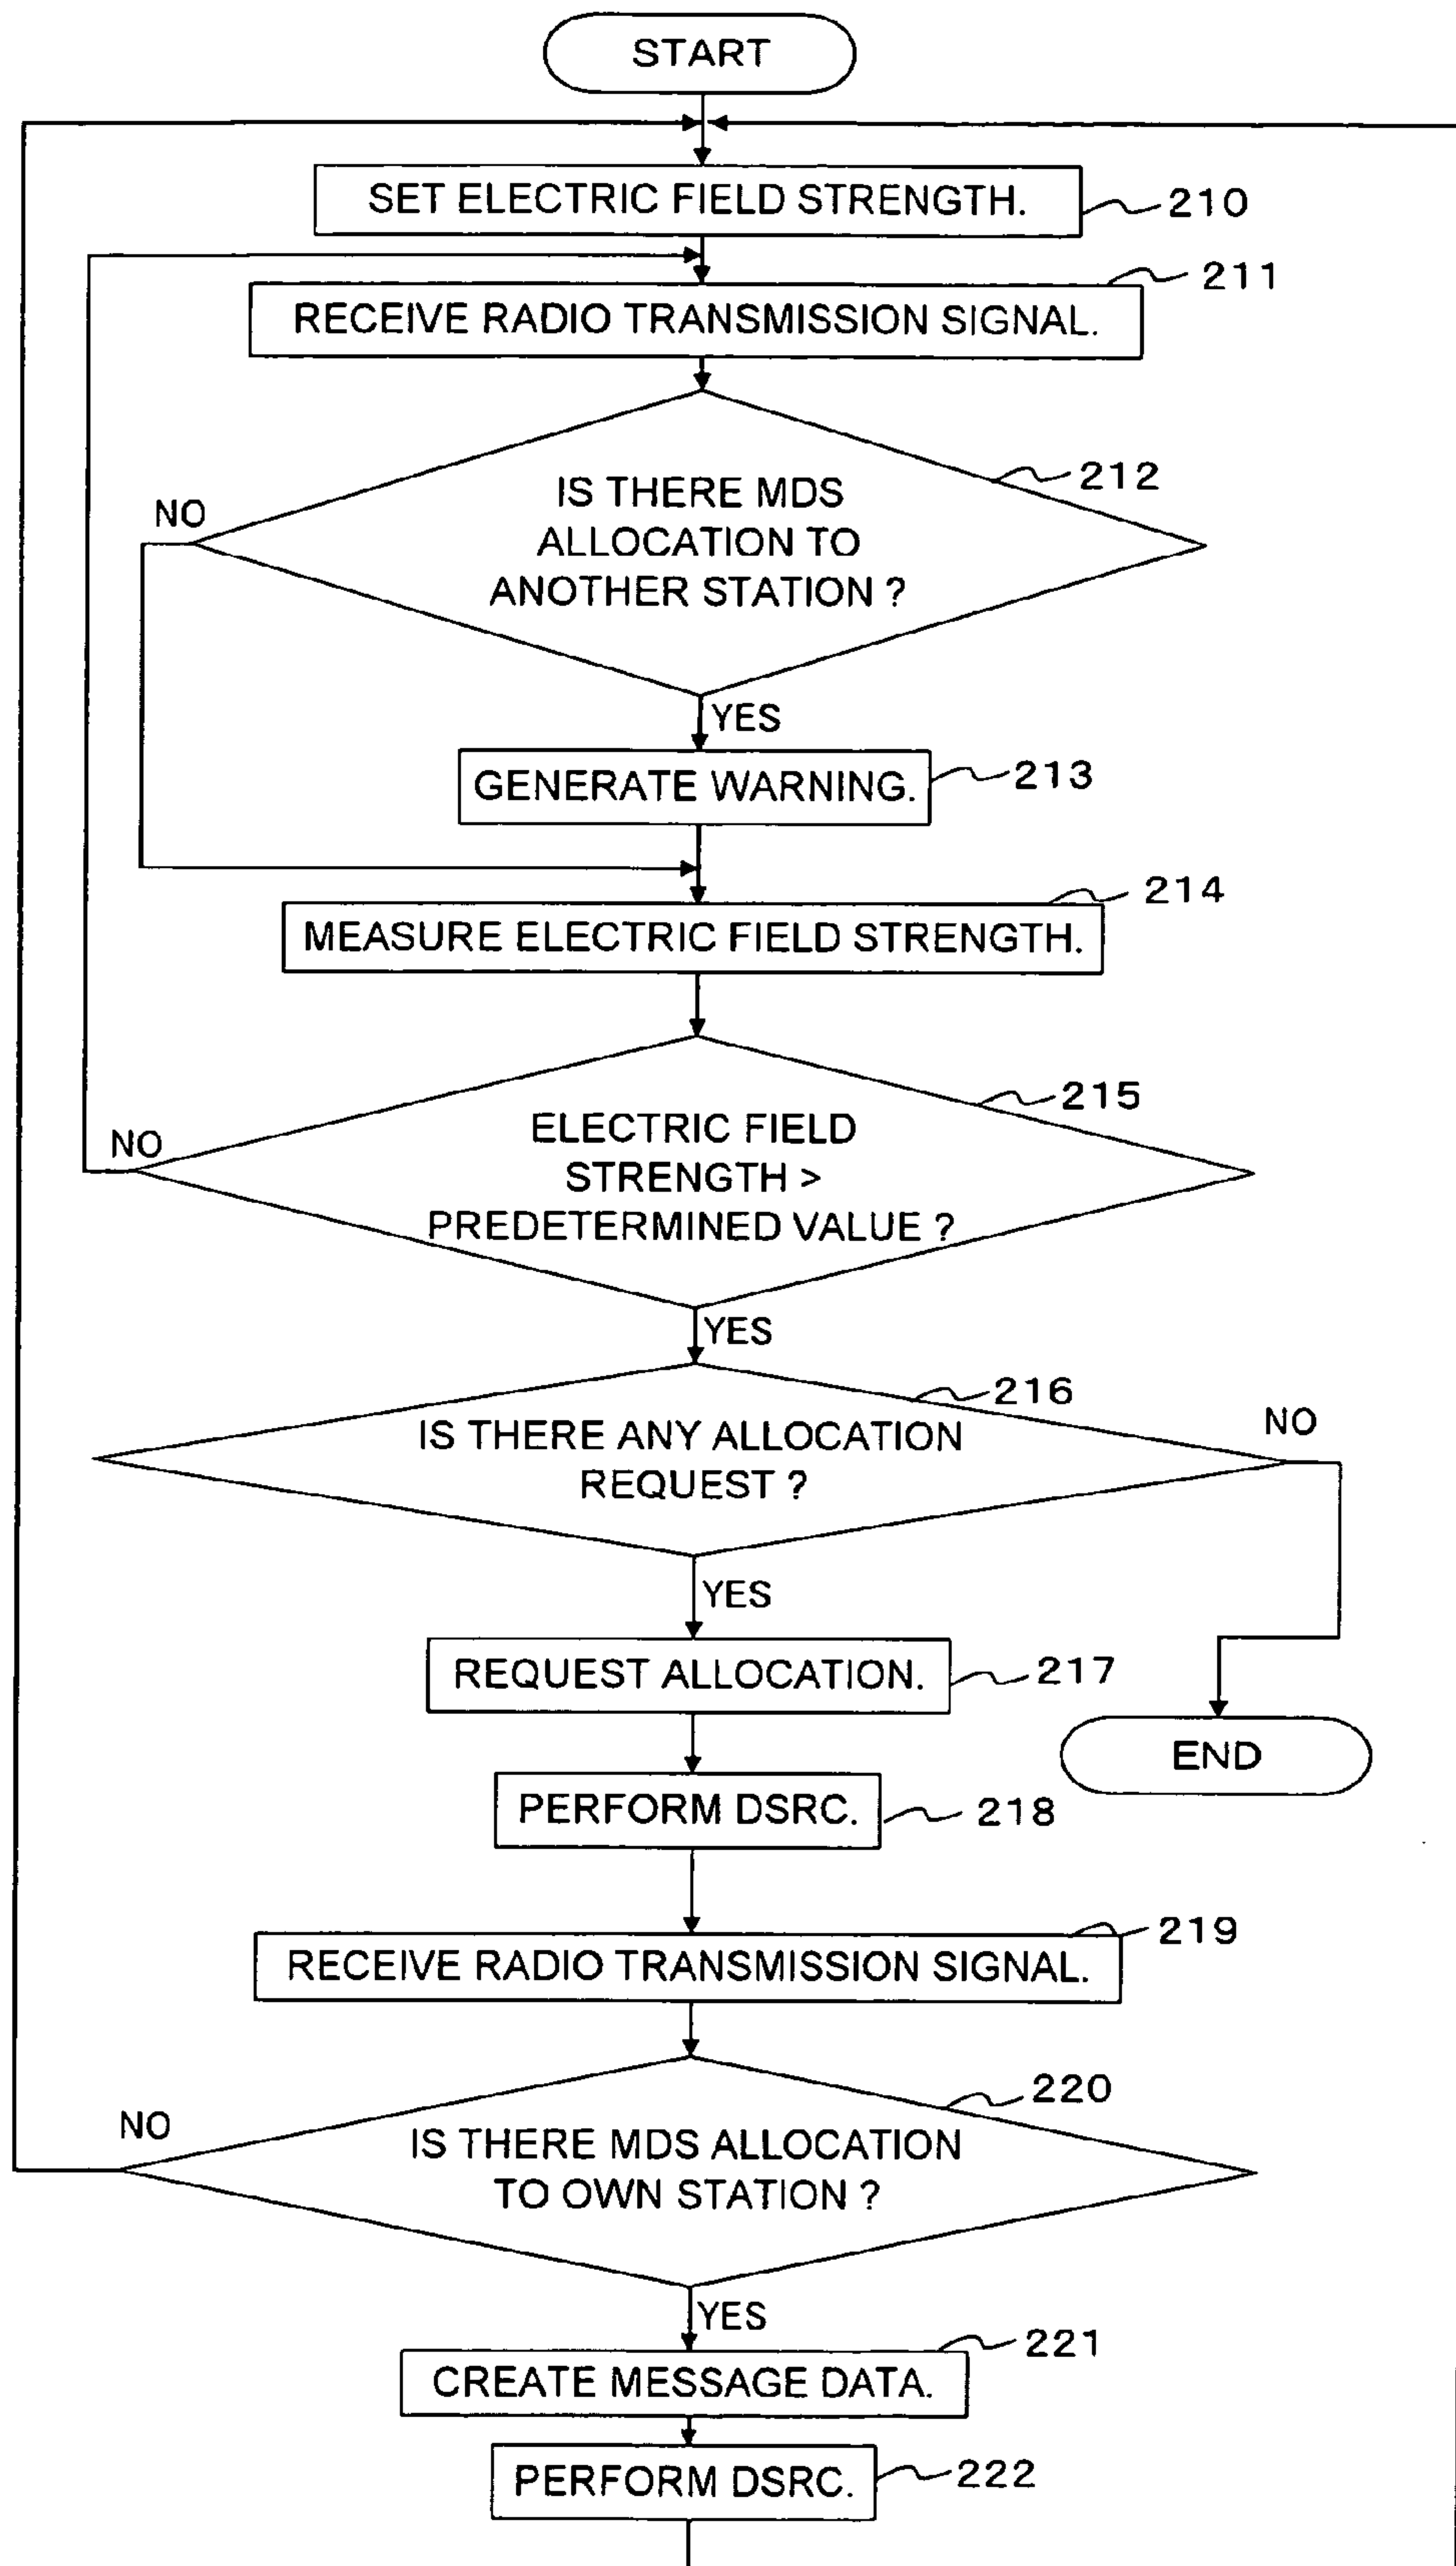 START
SET ELECTRIC FIELD STRENGTH.
210
211
RECEIVE RADIO TRANSMISSION SIGNAL.
212
NO
IS THERE MDS
ALLOCATION TO
ANOTHER STATION ?
YES
GENERATE WARNING.
213
214
MEASURE ELECTRIC FIELD STRENGTH.
215
NO
ELECTRIC FIELD
STRENGTH >
PREDETERMINED VALUE ?
YES
216
NO
IS THERE ANY ALLOCATION
REQUEST ?
YES
REQUEST ALLOCATION.
217
END
PERFORM DSRC.
218
219
RECEIVE RADIO TRANSMISSION SIGNAL.
220
NO
IS THERE MDS ALLOCATION
TO OWN STATION ?
YES
221
CREATE MESSAGE DATA.
PERFORM DSRC.
222